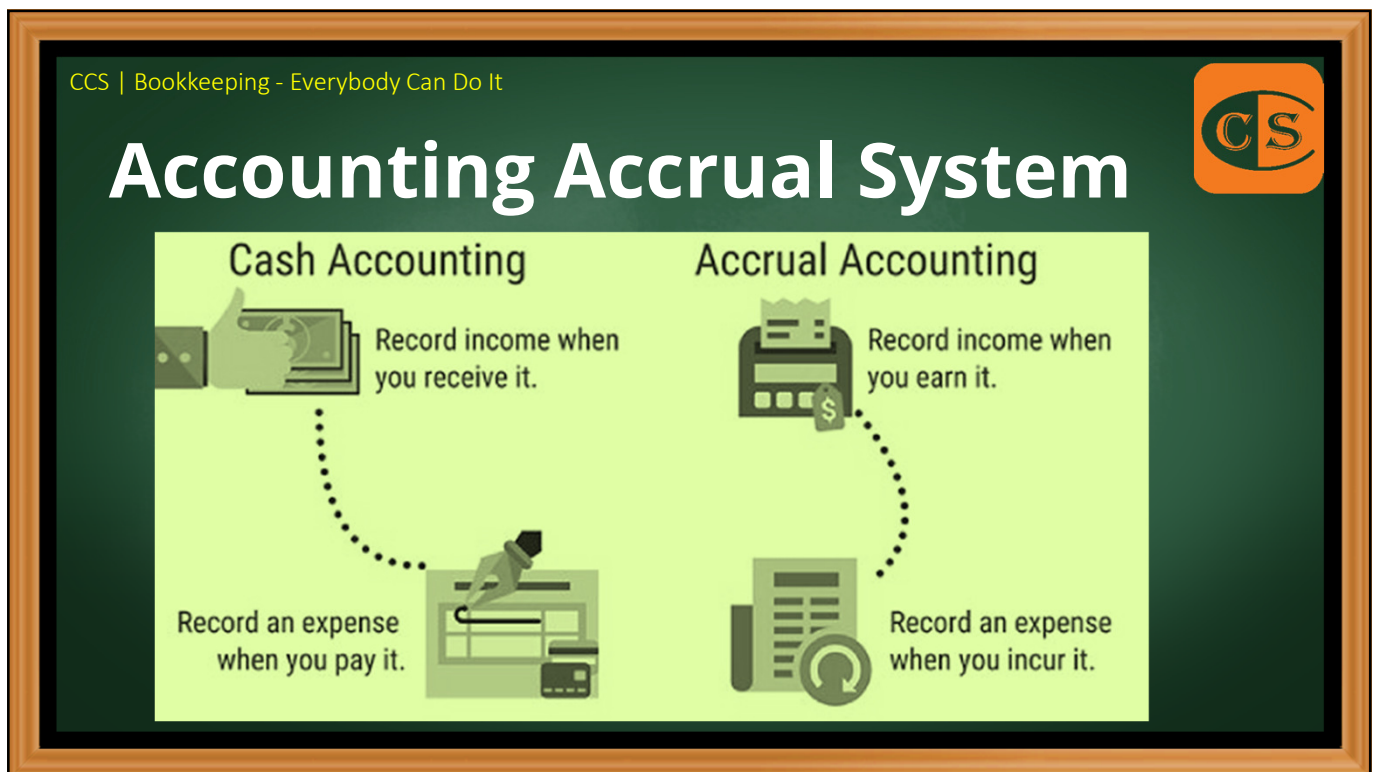 CCS | Bookkeeping - Everybody Can Do It
CS
Accounting Accrual System
Cash Accounting
Record income when
you receive it.
Record an expense
when you pay it.
Accrual Accounting
Record income when
you earn it.
$
Record an expense
when you incur it.